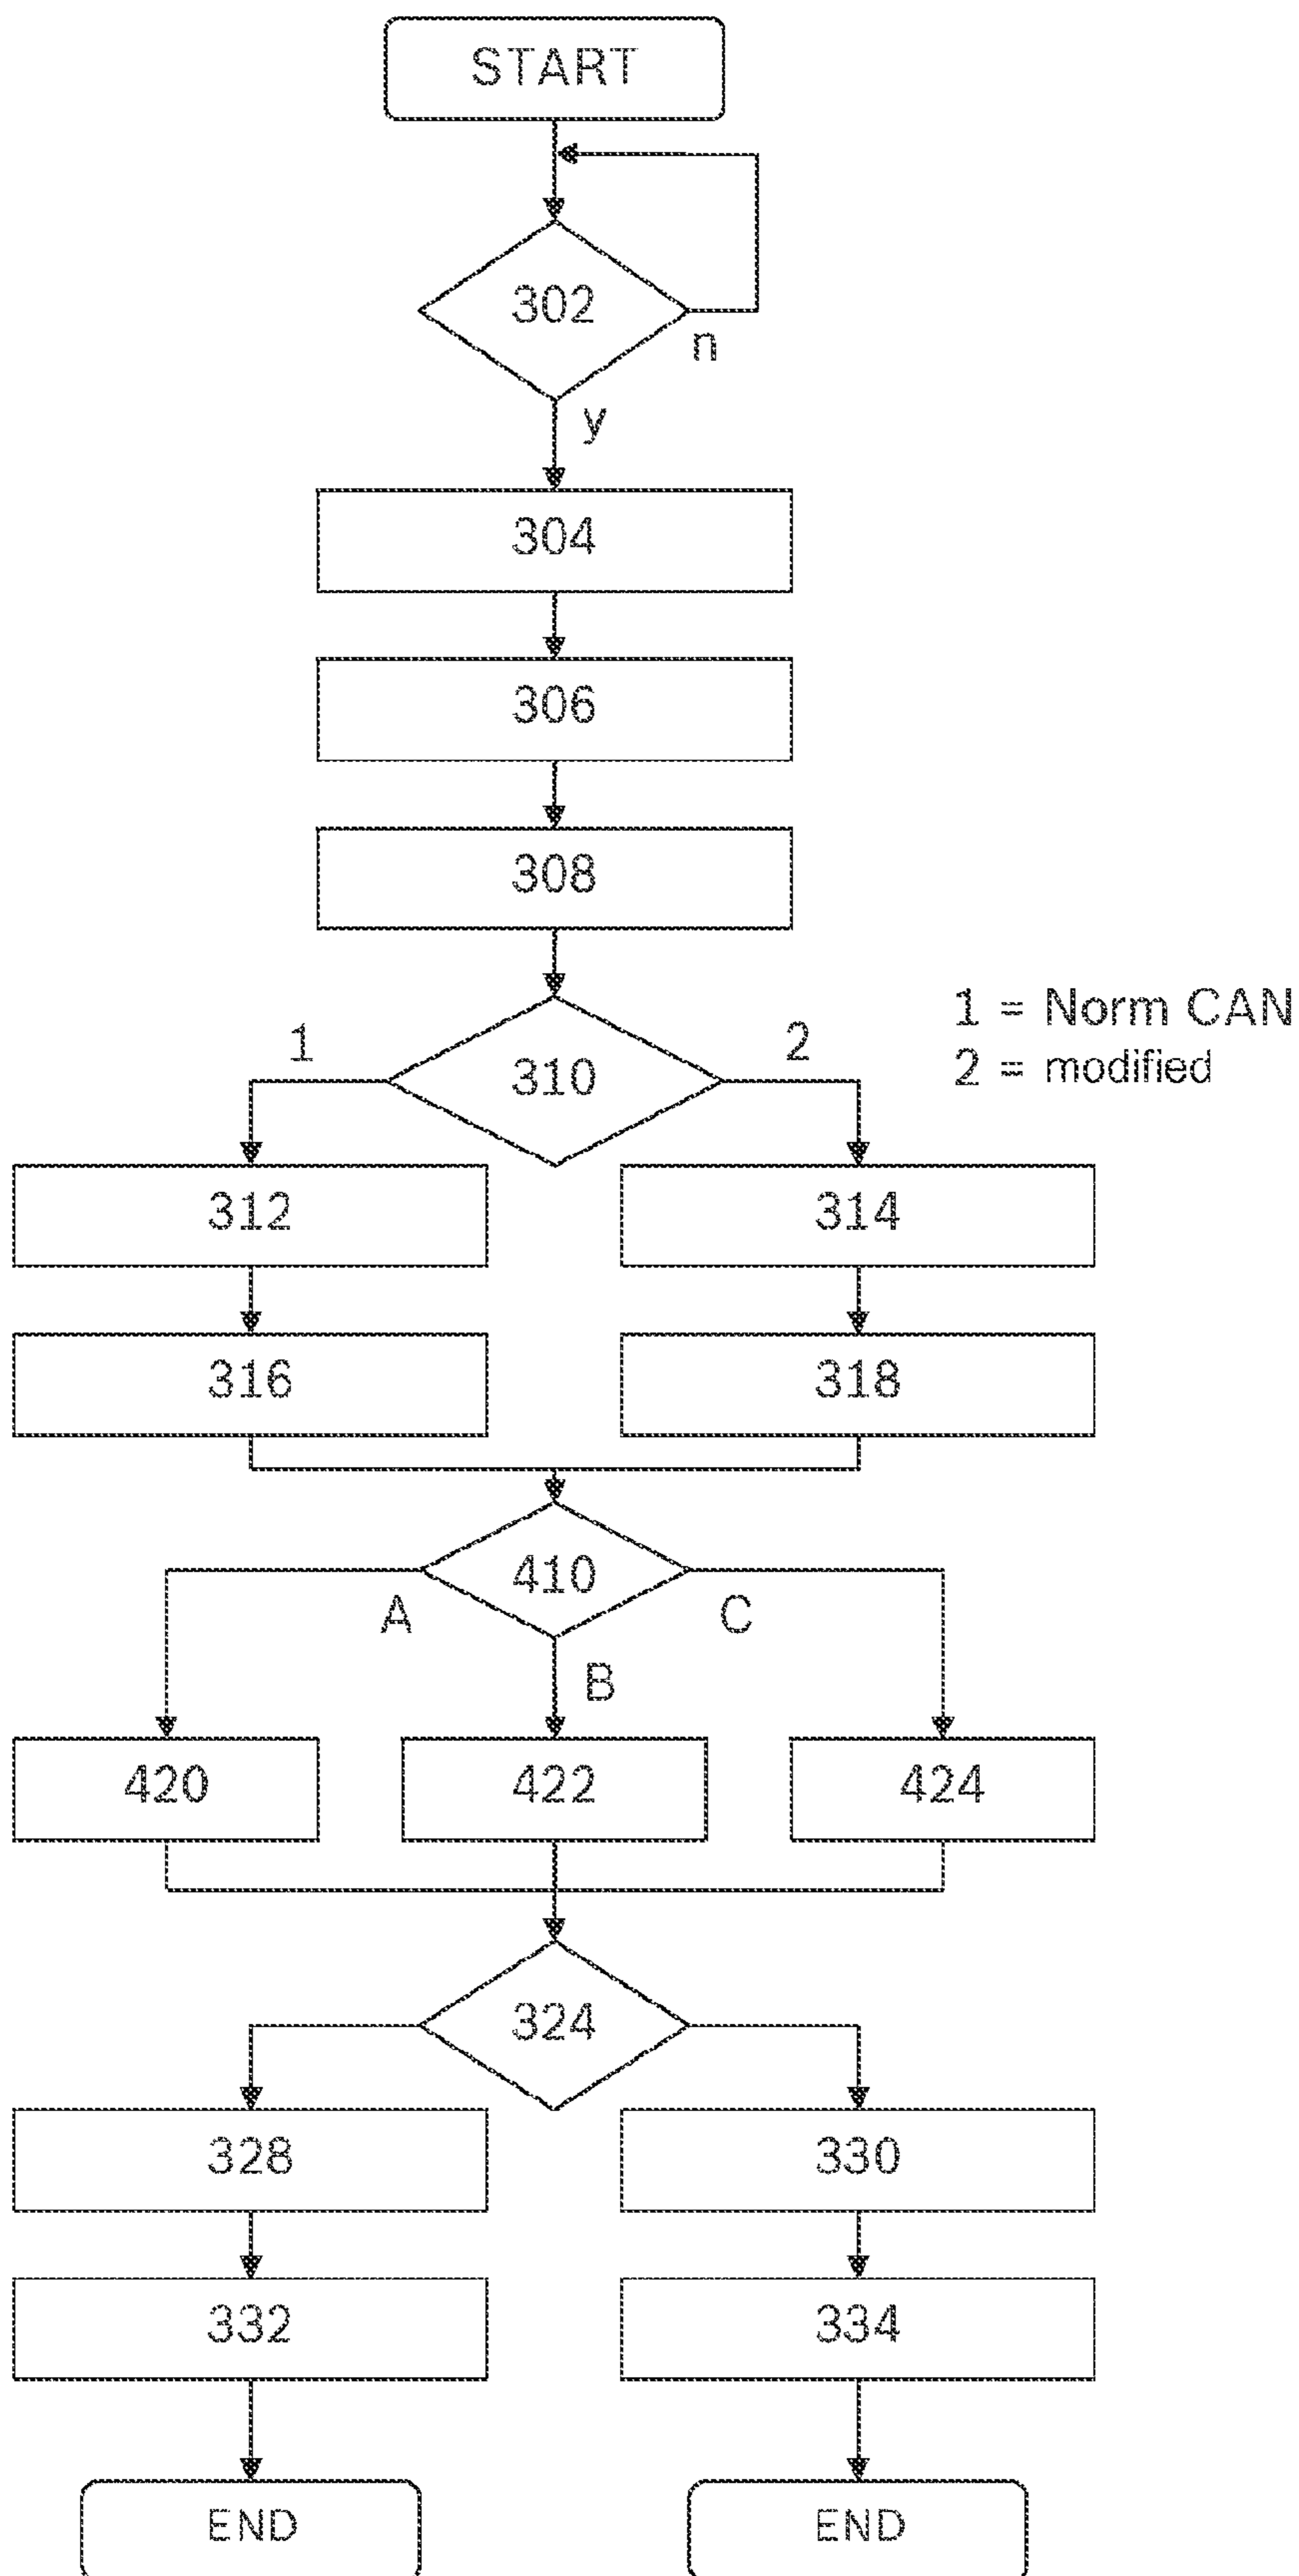 START
302
n
y
304
306
308
1 = Norm CAN
2 = modified
1
310
2
312
314
316
318
410
A
C
B
420
422
424
324
328
330
332
334
END
END